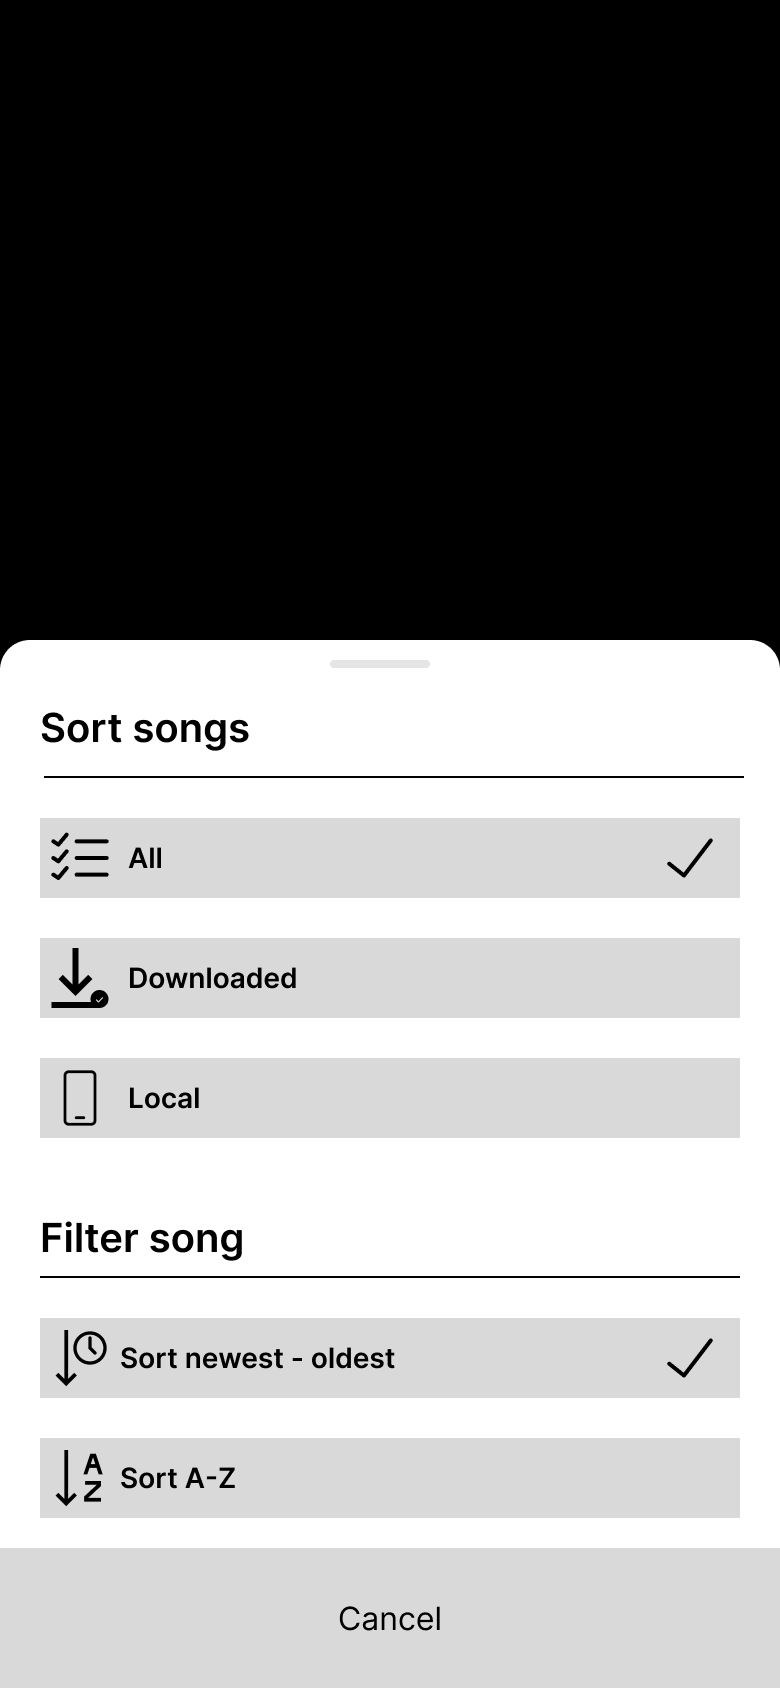 Sort songs
All
Downloaded
Local
Filter song
Sort newest - oldest
A
Z
Sort A-Z
Cancel